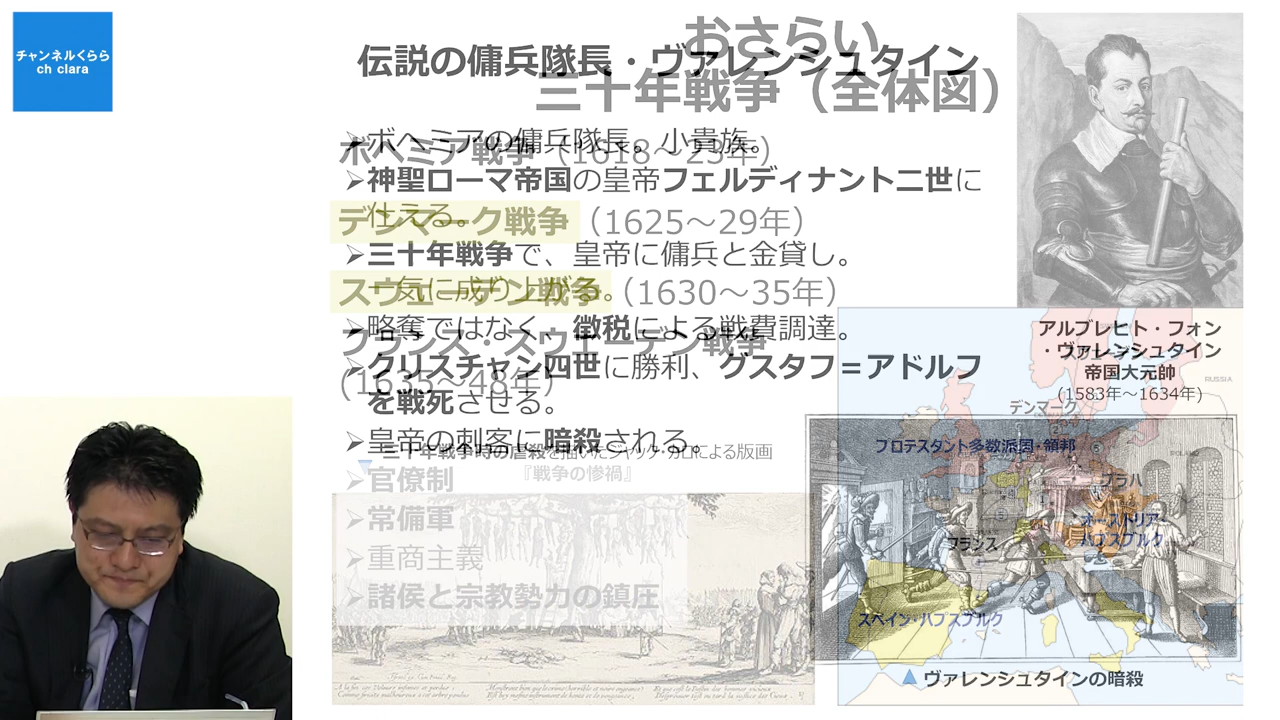 チャンネルくらら
ch clara
おさらい
三十年戦争（全体図）
伝説の傭兵隊長・ヴァレンシュタイン
ボヘミア戦争（1618～23年）
デンマーク戦争（1625～29年）
スウェーデン戦争（1630～35年）
フランス・スウェーデン戦争
(1635～48年)
➢ボヘミアの傭兵隊長。小貴族。
➢神聖ローマ帝国の皇帝フェルディナント二世に
仕える。
➢三十年戦争で、皇帝に傭兵と金貸し。
一気に成り上がる。
➢略奪ではなく、徴税による戦費調達。
➢クリスチャン四世に勝利、グスタフ＝アドルフ
を戦死させる。
➢皇帝の刺客に暗殺される。
三十年戦争時の虐殺を描いたジャック・カロによる版画
『戦争の惨禍』
➢官僚制
➢常備軍
➢重商主義
➢諸侯と宗教勢力の鎮圧
アルブレヒト・フォン
・ヴァレンシュタイン
帝国大元帥
(1583年～1634年)
RUSSIA
デンマーク
プロテスタント多数派国・領邦
POLAND
プラハ
オーストリア
ハプスブルク
フランス
スペイン・ハプスブルク
▲ヴァレンシュタインの暗殺